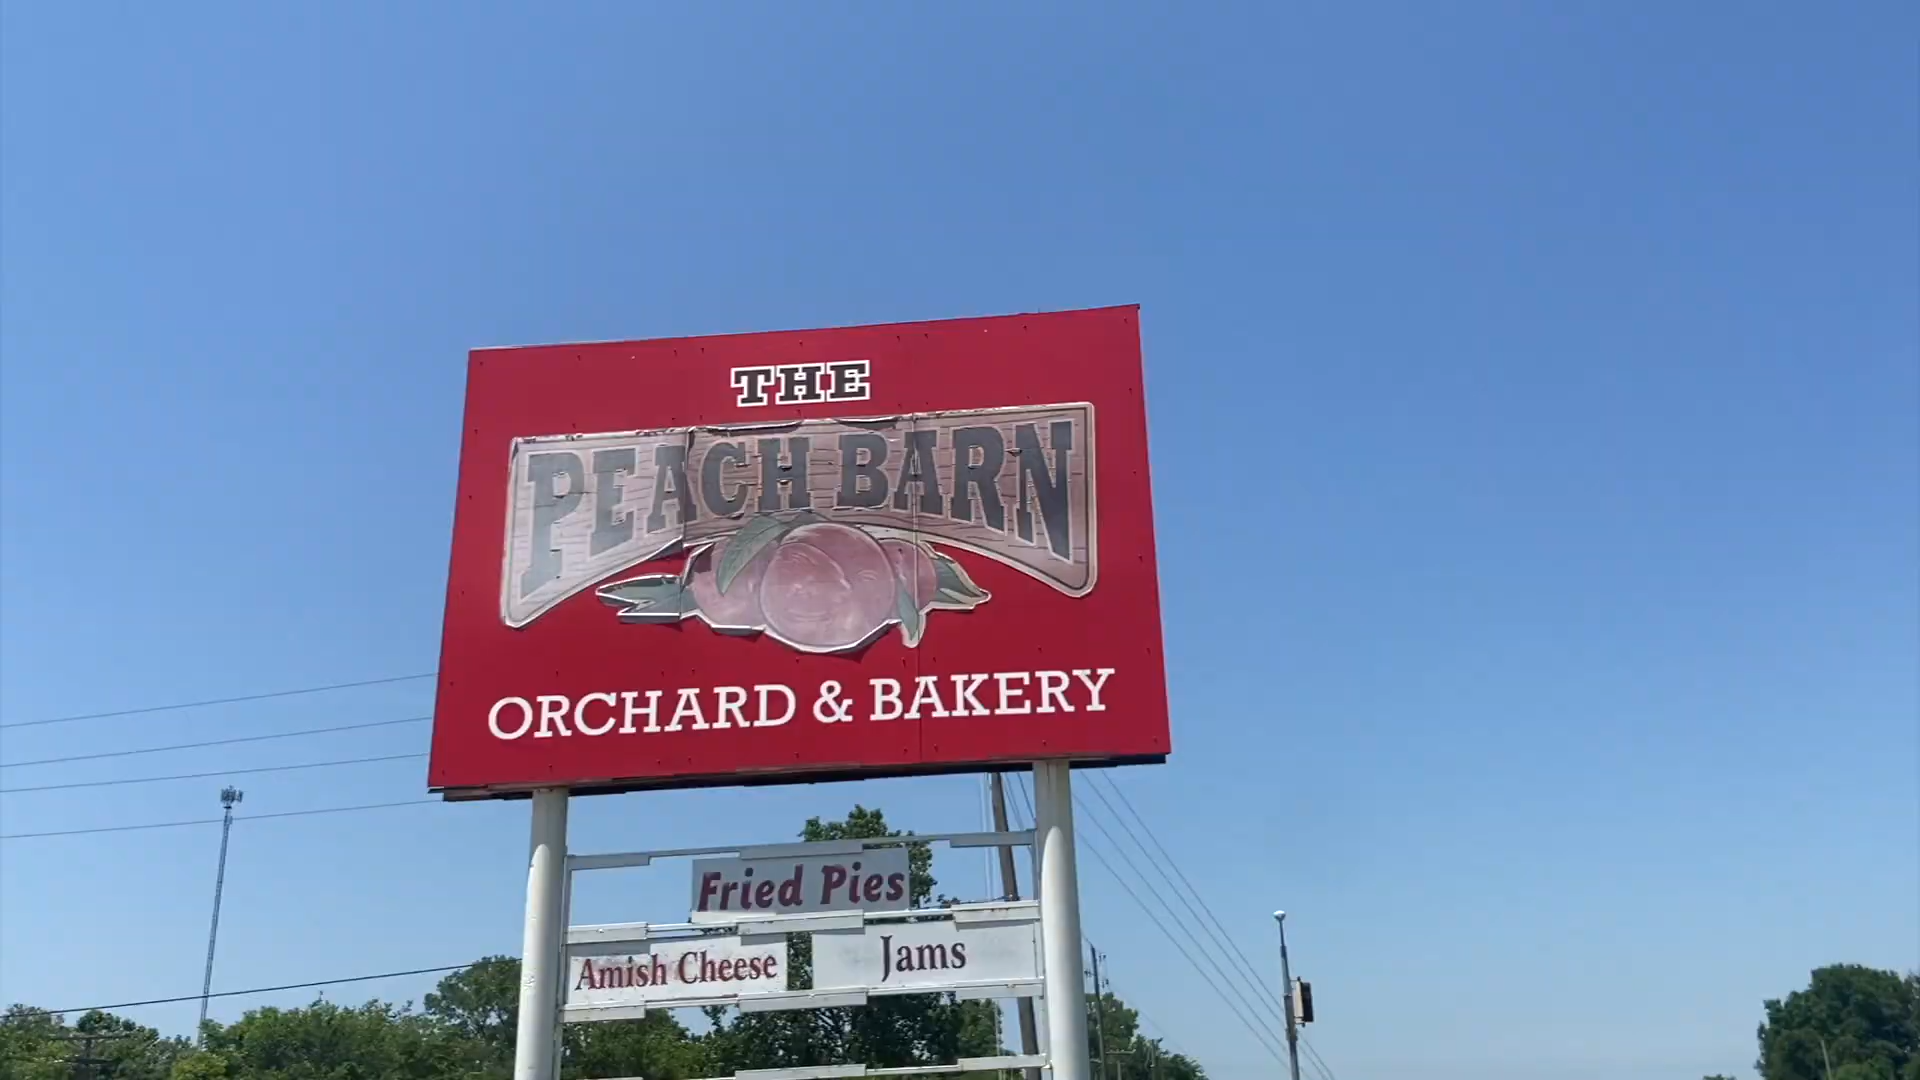 THE
PEACH BARN
ORCHARD & BAKERY
Fried Pies
Amish Cheese
Jams